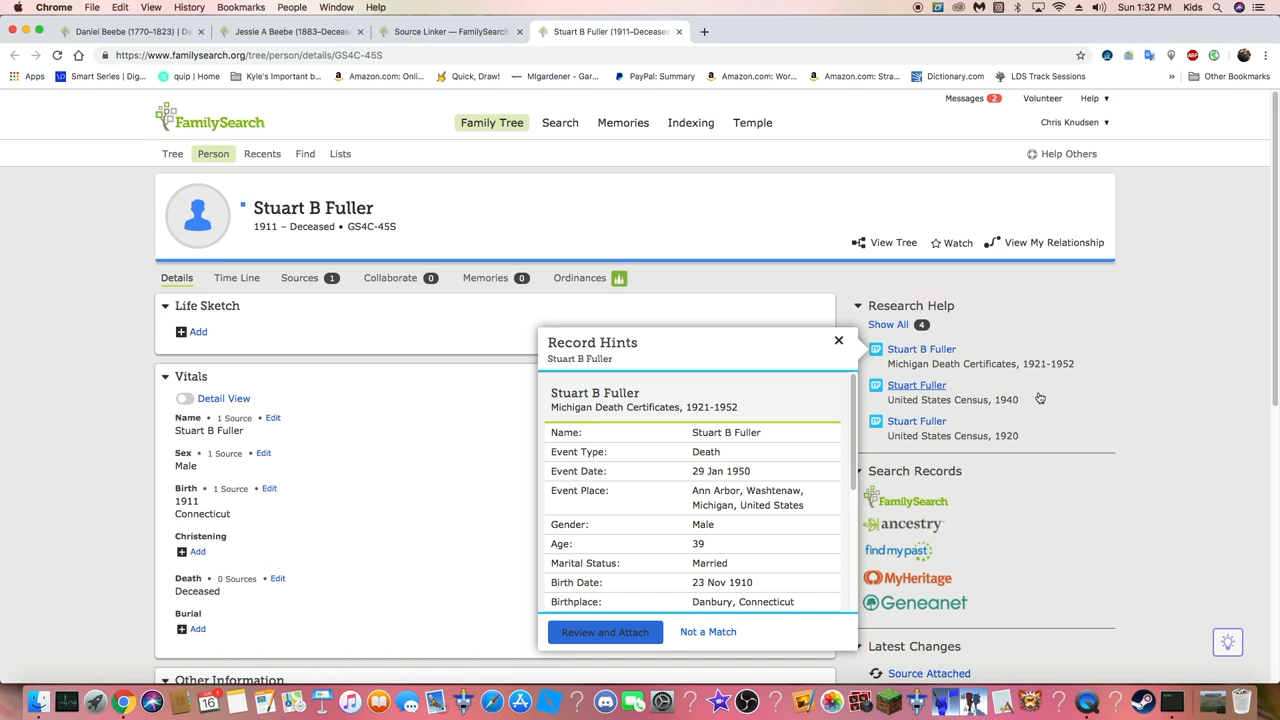 Chrome File Edit View History Bookmarks People Window Help Sun 1:32 PM Kids
Daniel Beebe (1770–1823) | De
Jessie A Beebe (1883–Deceas
Source Linker — FamilySearch
Stuart B Fuller (1911–Decease
https://www.familysearch.org/tree/person/details/GS4C-45S
Apps Smart Series | Dig... quip | Home Kyle's Important b... Amazon.com: Onli... Quick, Draw! MIgardener - Gar... PayPal: Summary Amazon.com: Wor... Amazon.com: Stra... Dictionary.com LDS Track Sessions » Other Bookmarks
Messages 2 Volunteer Help
FamilySearch
Family Tree Search Memories Indexing Temple
Chris Knudsen
Tree Person Recents Find Lists
Help Others
Stuart B Fuller
1911 – Deceased • GS4C-45S
View Tree Watch View My Relationship
Details Time Line Sources 1 Collaborate 0 Memories 0 Ordinances
Life Sketch
Add
Vitals
Detail View
Name • 1 Source • Edit
Stuart B Fuller
Sex • 1 Source • Edit
Male
Birth • 1 Source • Edit
1911
Connecticut
Christening
Add
Death • 0 Sources • Edit
Deceased
Burial
Add
Other Information
Record Hints
Stuart B Fuller
Stuart B Fuller
Michigan Death Certificates, 1921-1952
Name: Stuart B Fuller
Event Type: Death
Event Date: 29 Jan 1950
Event Place: Ann Arbor, Washtenaw,
Michigan, United States
Gender: Male
Age: 39
Marital Status: Married
Birth Date: 23 Nov 1910
Birthplace: Danbury, Connecticut
Review and Attach Not a Match
Research Help
Show All 4
Stuart B Fuller
Michigan Death Certificates, 1921-1952
Stuart Fuller
United States Census, 1940
Stuart Fuller
United States Census, 1920
Search Records
FamilySearch
ancestry
findmypast
MyHeritage
Geneanet
Latest Changes
Source Attached